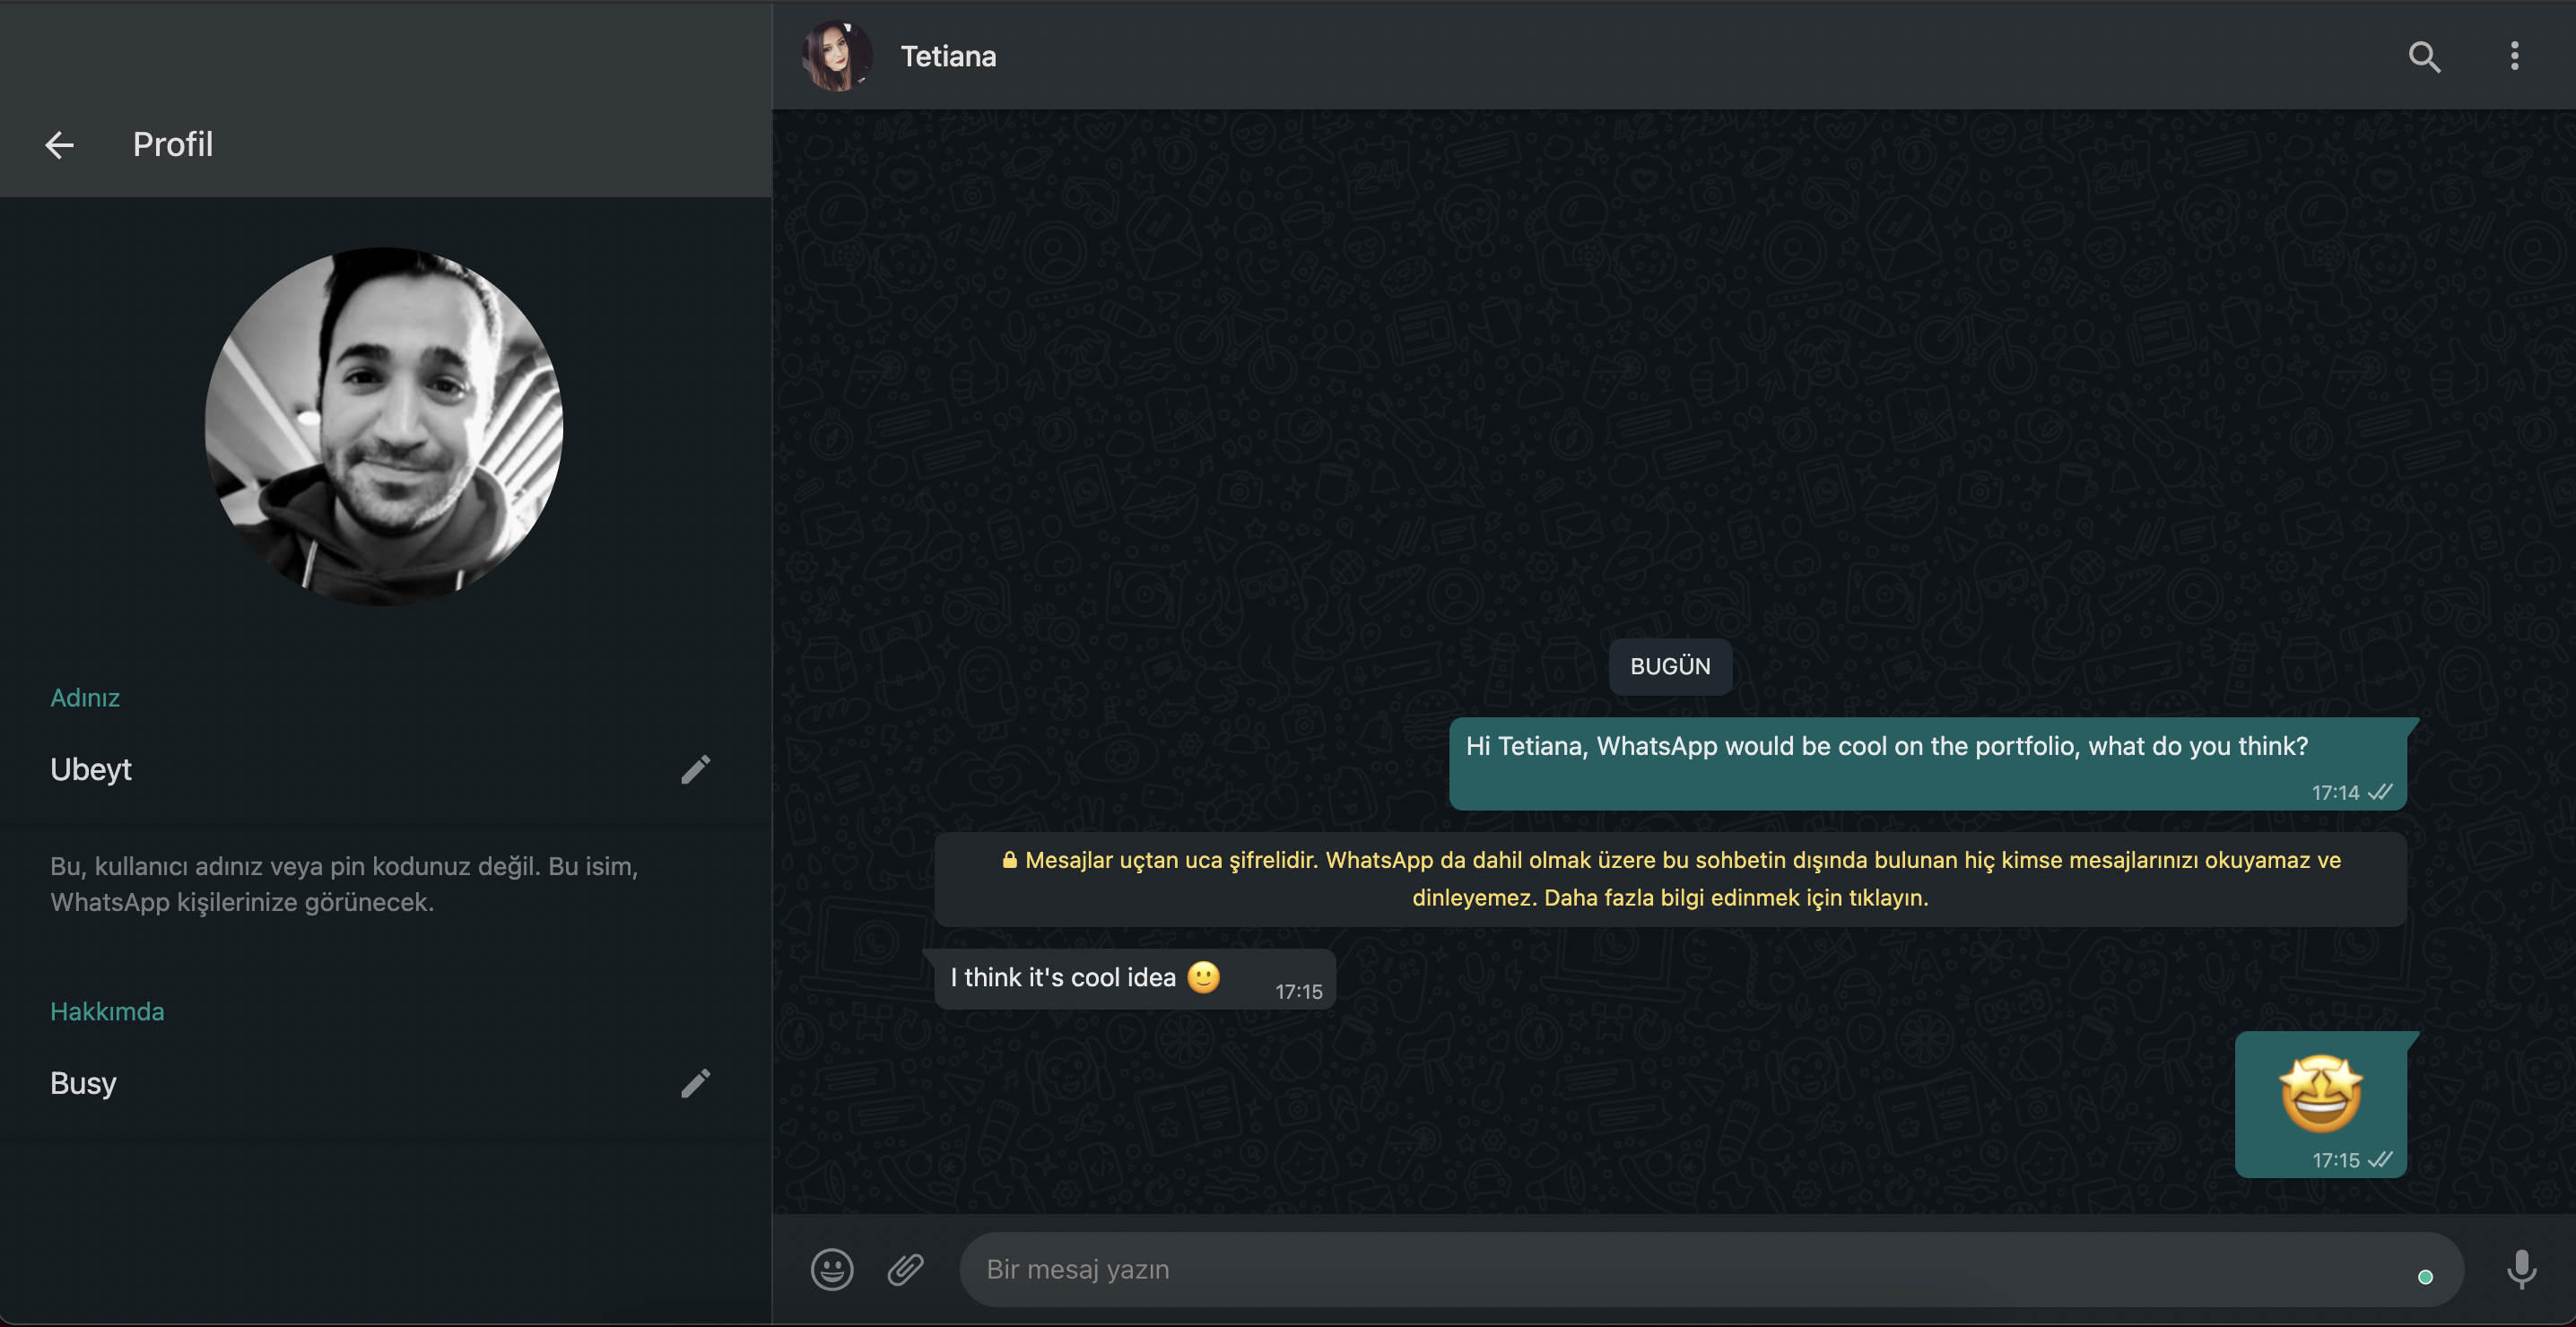 Profil
Adınız
Ubeyt
Bu, kullanıcı adınız veya pin kodunuz değil. Bu isim,
WhatsApp kişilerinize görünecek.
Hakkımda
Busy
Tetiana
BUGÜN
Hi Tetiana, WhatsApp would be cool on the portfolio, what do you think?
17:14
Mesajlar uçtan uca şifrelidir. WhatsApp da dahil olmak üzere bu sohbetin dışında bulunan hiç kimse mesajlarınızı okuyamaz ve
dinleyemez. Daha fazla bilgi edinmek için tıklayın.
I think it's cool idea 🙂
17:15
🤩
17:15
Bir mesaj yazın